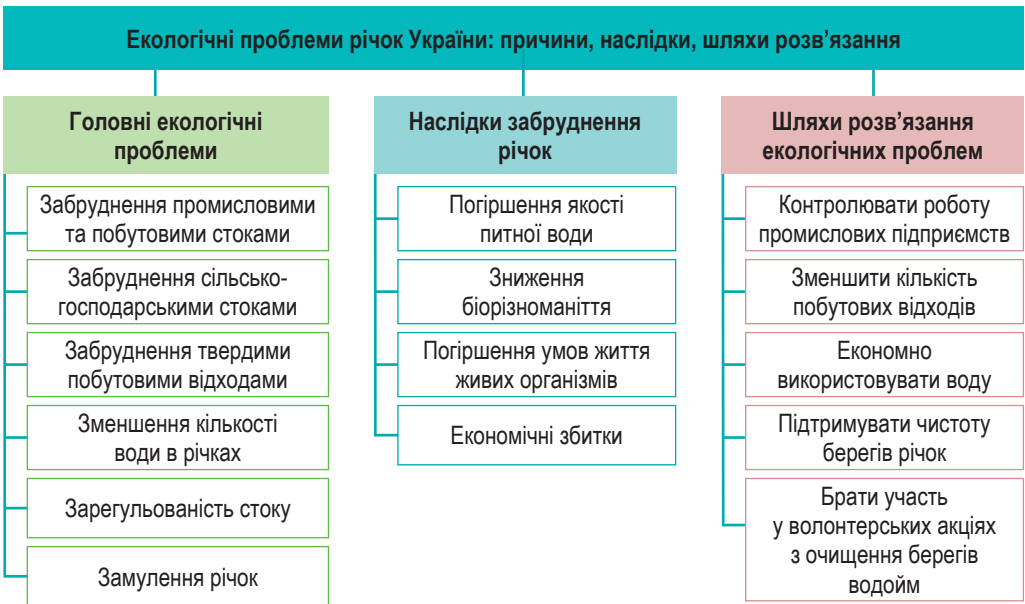 Екологічні проблеми річок України: причини, наслідки, шляхи розв’язання
Головні екологічні
проблеми
Забруднення промисловими
та побутовими стоками
Забруднення сільсько-
господарськими стоками
Забруднення твердими
побутовими відходами
Зменшення кількості
води в річках
Зарегульованість стоку
Замулення річок
Наслідки забруднення
річок
Погіршення якості
питної води
Зниження
біорізноманіття
Погіршення умов життя
живих організмів
Економічні збитки
Шляхи розв’язання
екологічних проблем
Контролювати роботу
промислових підприємств
Зменшити кількість
побутових відходів
Економно
використовувати воду
Підтримувати чистоту
берегів річок
Брати участь
у волонтерських акціях
з очищення берегів
водойм